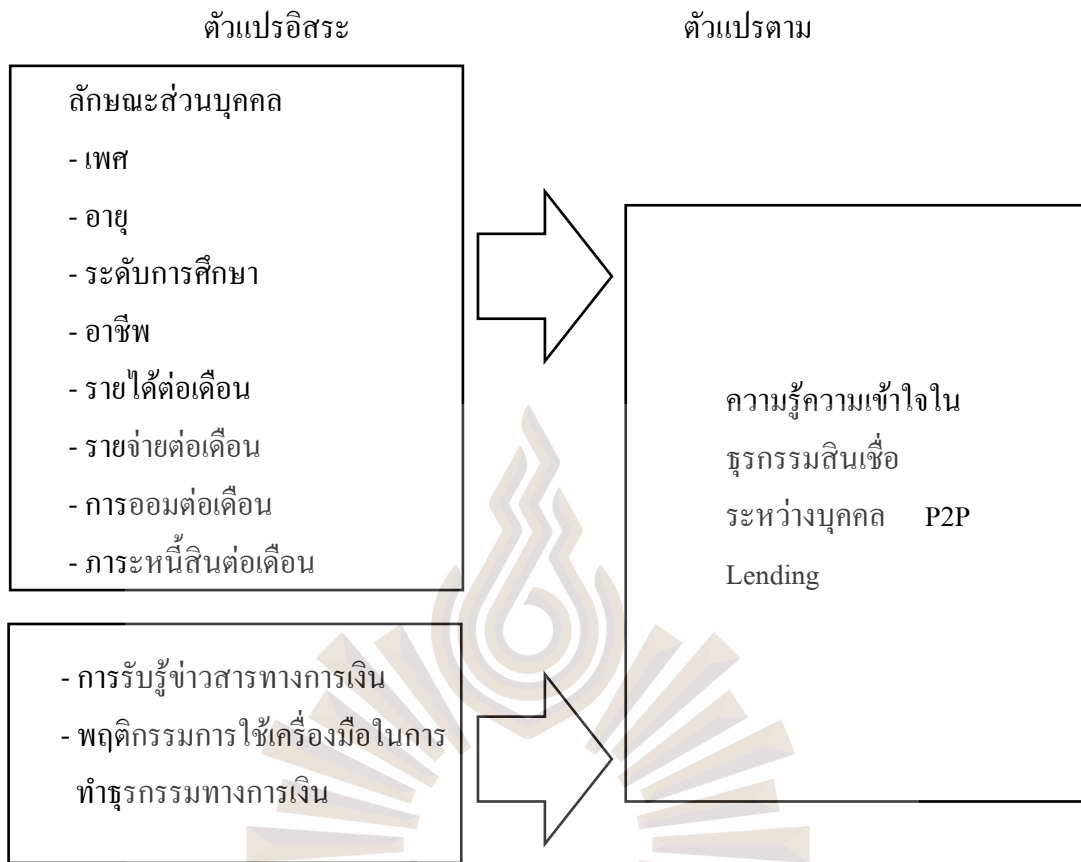 ตัวแปรอิสระ
ตัวแปรตาม
ลักษณะส่วนบุคคล
- เพศ
- อายุ
- ระดับการศึกษา
- อาชีพ
- รายได้ต่อเดือน
- รายจ่ายต่อเดือน
- การออมต่อเดือน
- ภาระหนี้สินต่อเดือน
- การรับรู้ข่าวสารทางการเงิน
- พฤติกรรมการใช้เครื่องมือในการ
ทำธุรกรรมทางการเงิน
ความรู้ความเข้าใจใน
ธุรกรรมสินเชื่อ
ระหว่างบุคคล P2P
Lending